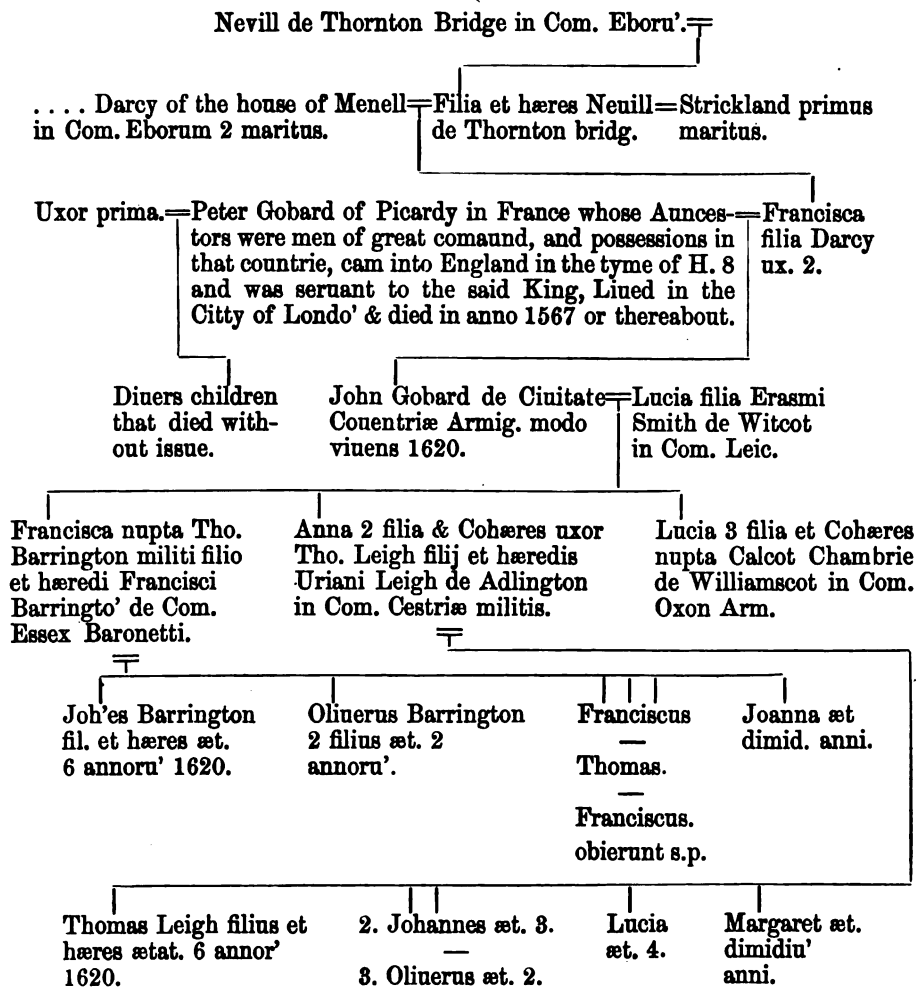 Nevill de Thornton Bridge in Com. Eboru'.
. . . . Darcy of the house of Menell
in Com. Eborum 2 maritus.
Filia et hæres Neuill
de Thornton bridg.
Strickland primus
maritus.
Uxor prima.
Peter Gobard of Picardy in France whose Aunces-
tors were men of great comaund, and possessions in
that countrie, cam into England in the tyme of H. 8
and was seruant to the said King, Liued in the
Citty of Londo' & died in anno 1567 or thereabout.
Francisca
filia Darcy
ux. 2.
Diuers children
that died with-
out issue.
John Gobard de Ciuitate
Couentriæ Armig. modo
viuens 1620.
Lucia filia Erasmi
Smith de Witcot
in Com. Leic.
Francisca nupta Tho.
Barrington militi filio
et hæredi Francisci
Barringto' de Com.
Essex Baronetti.
Anna 2 filia & Cohæres uxor
Tho. Leigh filij et hæredis
Uriani Leigh de Adlington
in Com. Cestriæ militis.
Lucia 3 filia et Cohæres
nupta Calcot Chambrie
de Williamscot in Com.
Oxon Arm.
Joh'es Barrington
fil. et hæres æt.
6 annoru' 1620.
Oliuerus Barrington
2 filius æt. 2
annoru'.
Franciscus
—
Thomas.
—
Franciscus.
obierunt s.p.
Joanna æt
dimid. anni.
Thomas Leigh filius et
hæres ætat. 6 annor'
1620.
2. Johannes æt. 3.
—
3. Oliuerus æt. 2.
Lucia
æt. 4.
Margaret æt.
dimidiu'
anni.